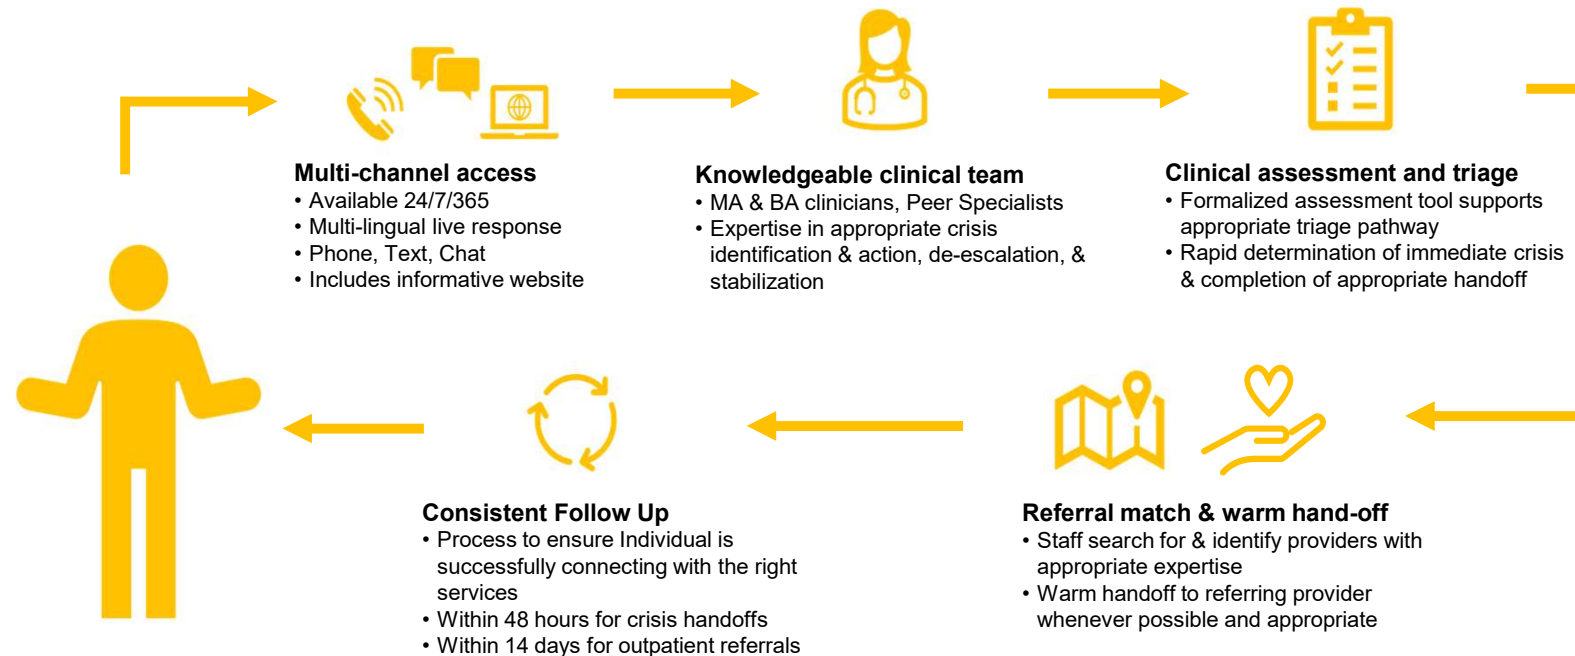 Multi-channel access
• Available 24/7/365
• Multi-lingual live response
• Phone, Text, Chat
• Includes informative website
Knowledgeable clinical team
• MA & BA clinicians, Peer Specialists
• Expertise in appropriate crisis
identification & action, de-escalation, &
stabilization
Clinical assessment and triage
• Formalized assessment tool supports
appropriate triage pathway
• Rapid determination of immediate crisis
& completion of appropriate handoff
Consistent Follow Up
• Process to ensure Individual is
successfully connecting with the right
services
• Within 48 hours for crisis handoffs
• Within 14 days for outpatient referrals
Referral match & warm hand-off
• Staff search for & identify providers with
appropriate expertise
• Warm handoff to referring provider
whenever possible and appropriate